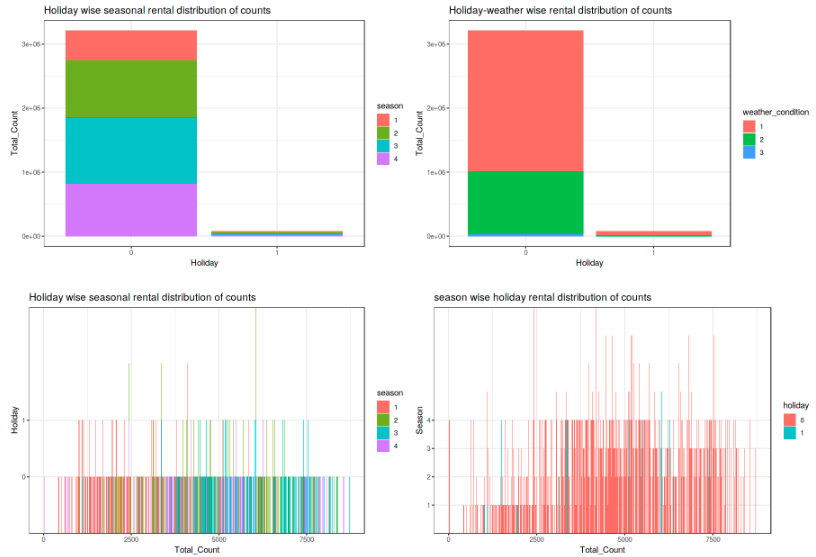 Holiday wise seasonal rental distribution of counts
3e+06
2e+06
1e+06
0e+00
Total_Count
0
1
Holiday
season
1
2
3
4
Holiday-weather wise rental distribution of counts
3e+06
2e+06
1e+06
0e+00
Total_Count
0
1
Holiday
weather_condition
1
2
3
Holiday wise seasonal rental distribution of counts
1
0
Holiday
0
2500
5000
7500
Total_Count
season
1
2
3
4
season wise holiday rental distribution of counts
4
3
2
1
Season
0
2500
5000
7500
Total_Count
holiday
0
1